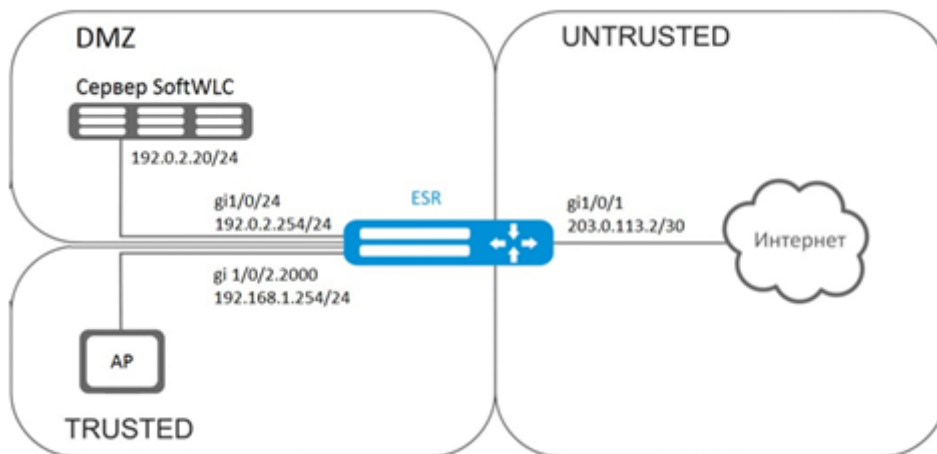 DMZ
UNTRUSTED
Сервер SoftWLC
192.0.2.20/24
gi1/0/24
192.0.2.254/24
ESR
gi1/0/1
203.0.113.2/30
Интернет
gi 1/0/2.2000
192.168.1.254/24
AP
TRUSTED